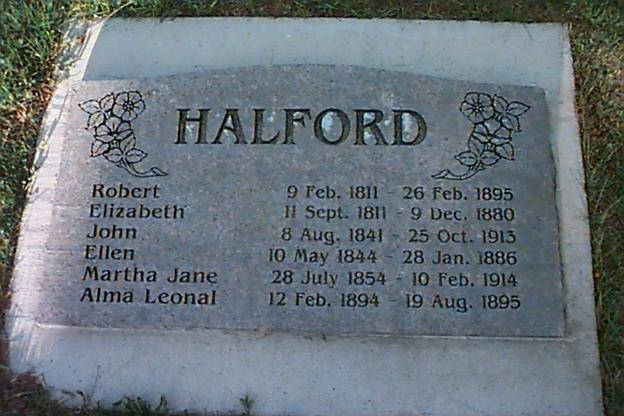 HALFORD
Robert 9 Feb. 1811 - 26 Feb. 1895
Elizabeth 11 Sept. 1811 - 9 Dec. 1880
John 8 Aug. 1841 - 25 Oct. 1913
Ellen 10 May 1844 - 28 Jan. 1886
Martha Jane 28 July 1854 - 10 Feb. 1914
Alma Leonal 12 Feb. 1894 - 19 Aug. 1895